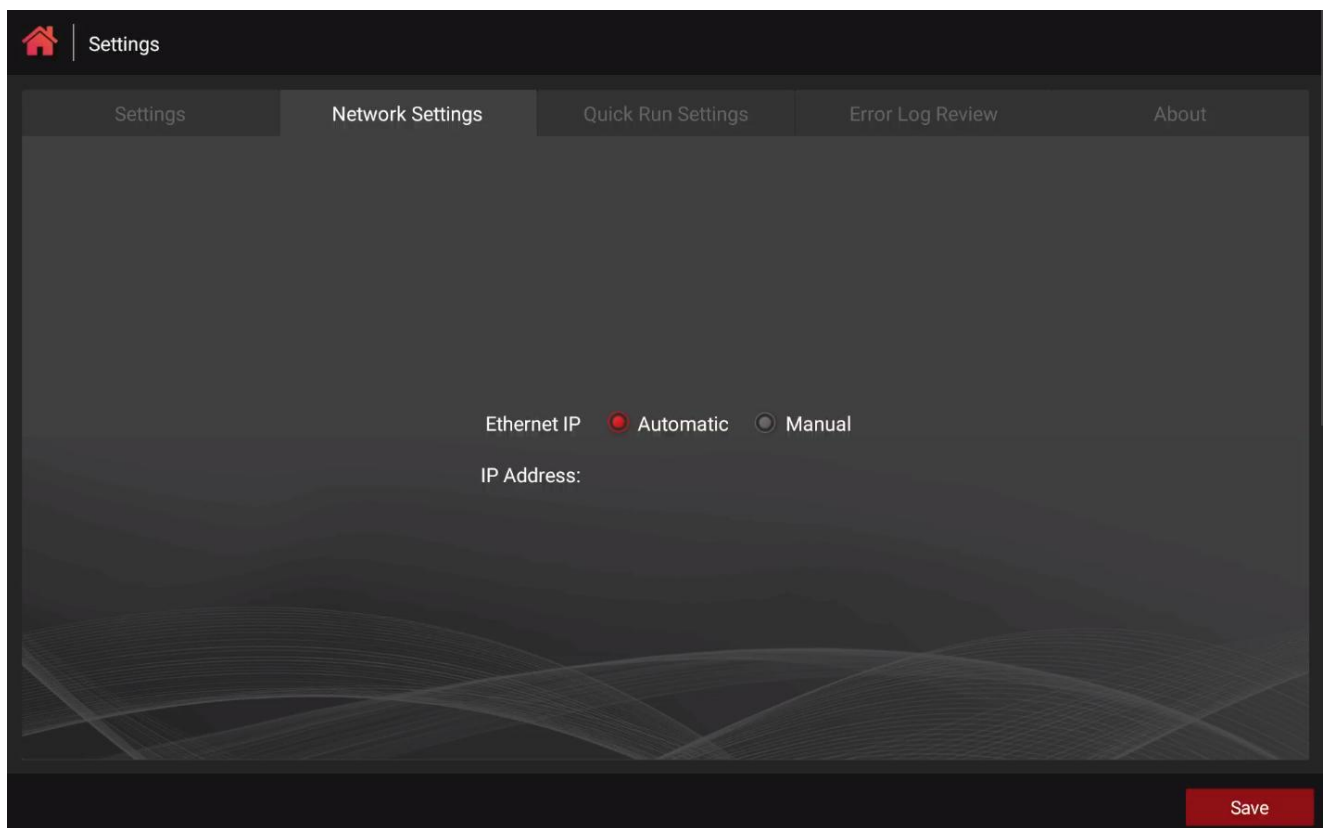 Settings
Settings Network Settings Quick Run Settings Error Log Review About
Ethernet IP Automatic Manual
IP Address:
Save